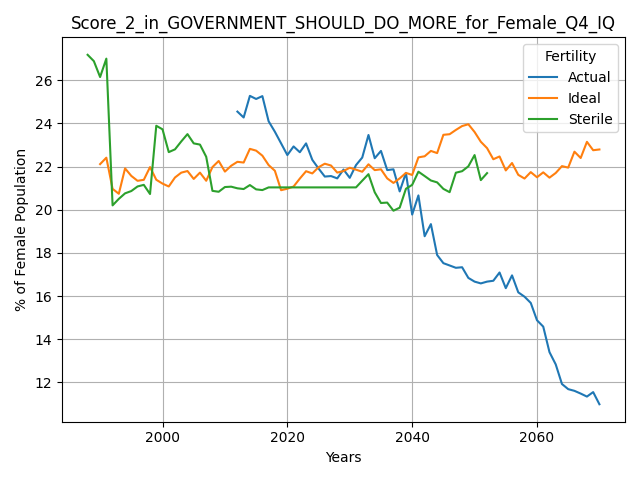 Score_2_in_GOVERNMENT_SHOULD_DO_MORE_for_Female_Q4_IQ
Fertility
Actual
Ideal
Sterile
% of Female Population
26
24
22
20
18
16
14
12
2000
2020
2040
2060
Years